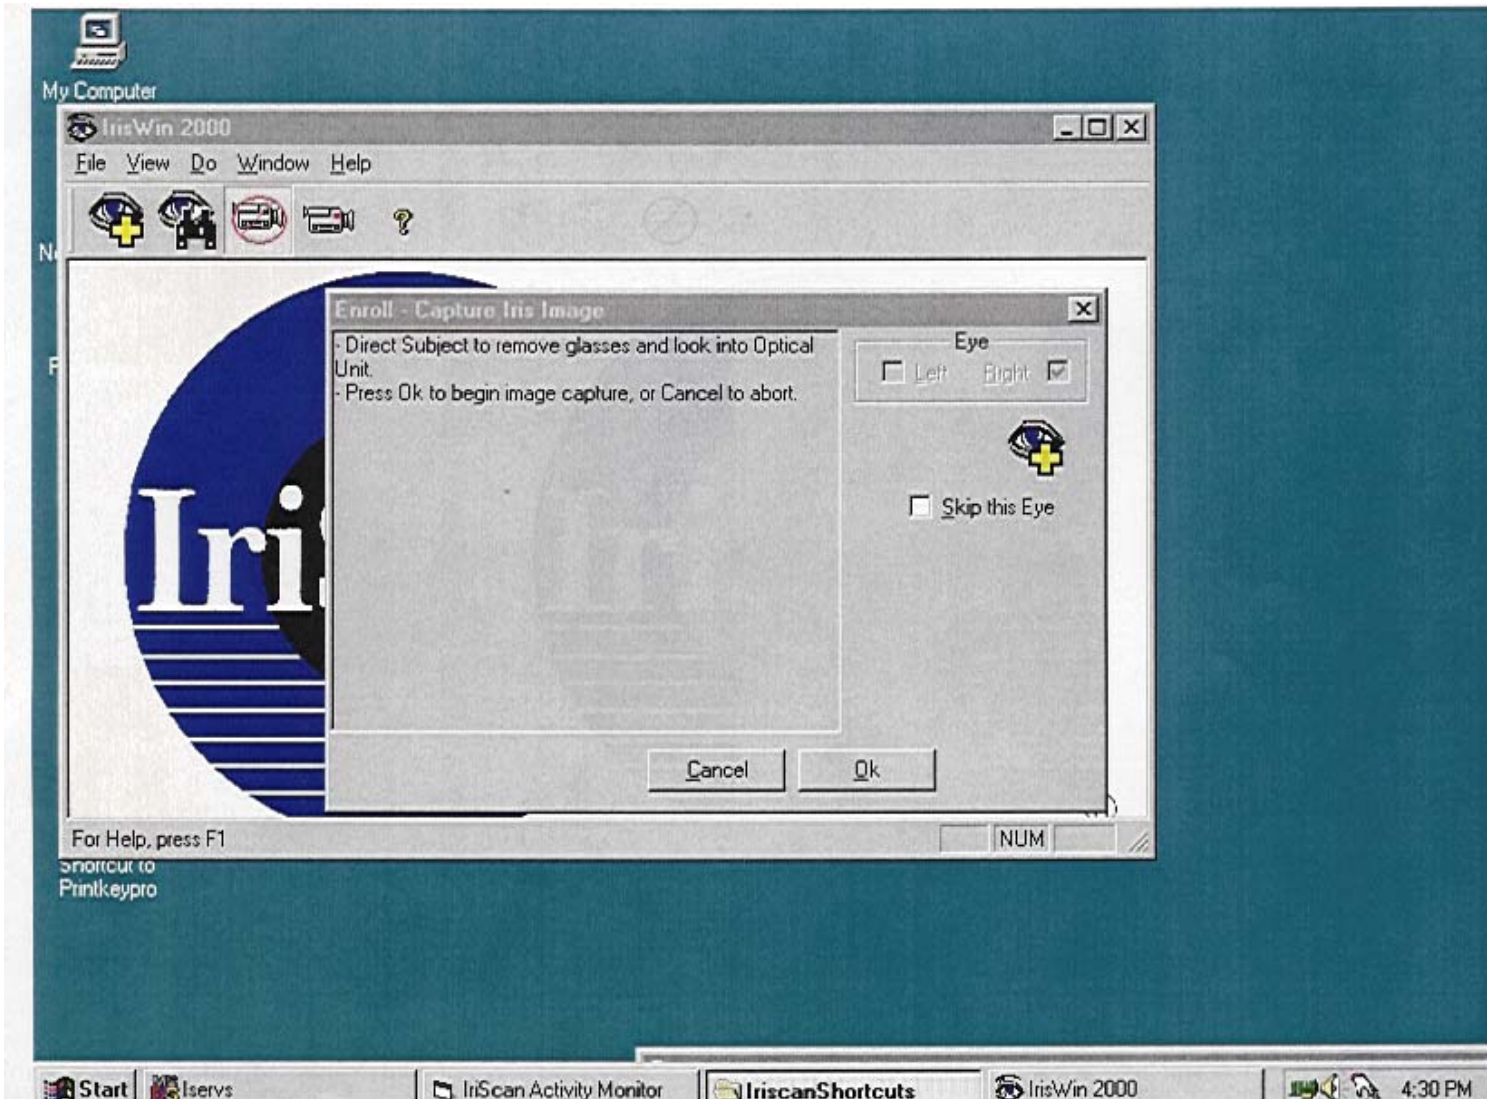 My Computer
IrisWin 2000
File View Do Window Help
Enroll - Capture Iris Image
- Direct Subject to remove glasses and look into Optical
Unit.
- Press Ok to begin image capture, or Cancel to abort.
Eye
Left Right
Skip this Eye
Cancel Ok
For Help, press F1
NUM
Shortcut to
Printkeypro
Start Iservs IriScan Activity Monitor IriscanShortcuts IrisWin 2000 4:30 PM